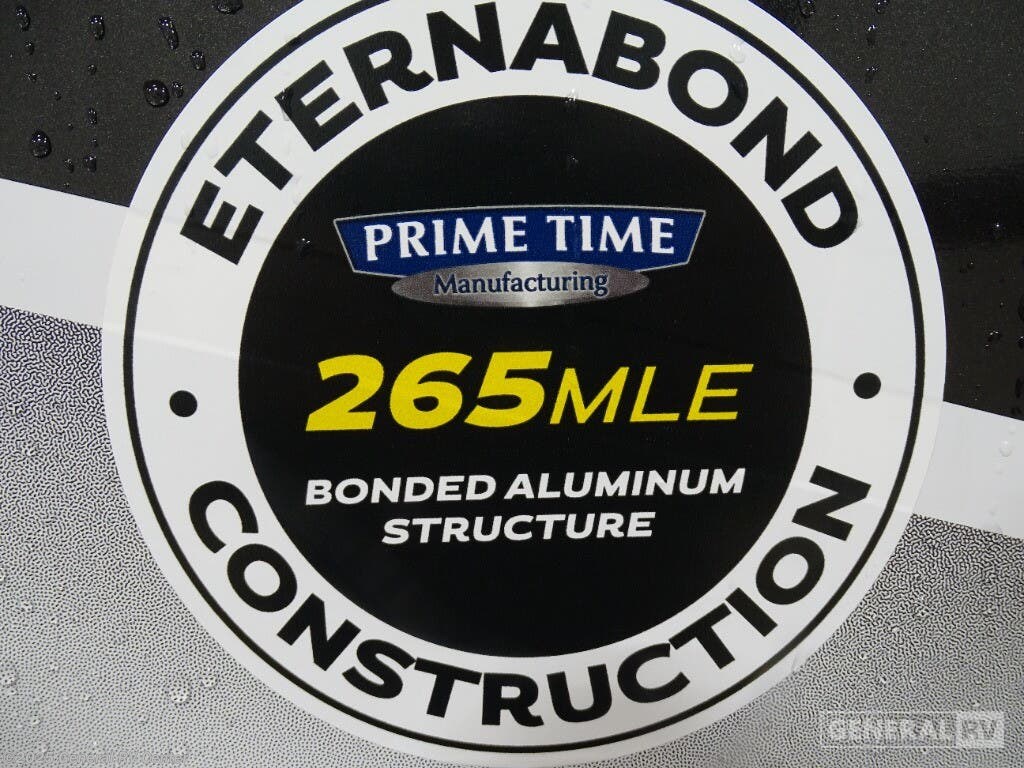 ETERNABOND
PRIME TIME
Manufacturing
265MLE
BONDED ALUMINUM
STRUCTURE
CONSTRUCTION
GENERAL RV